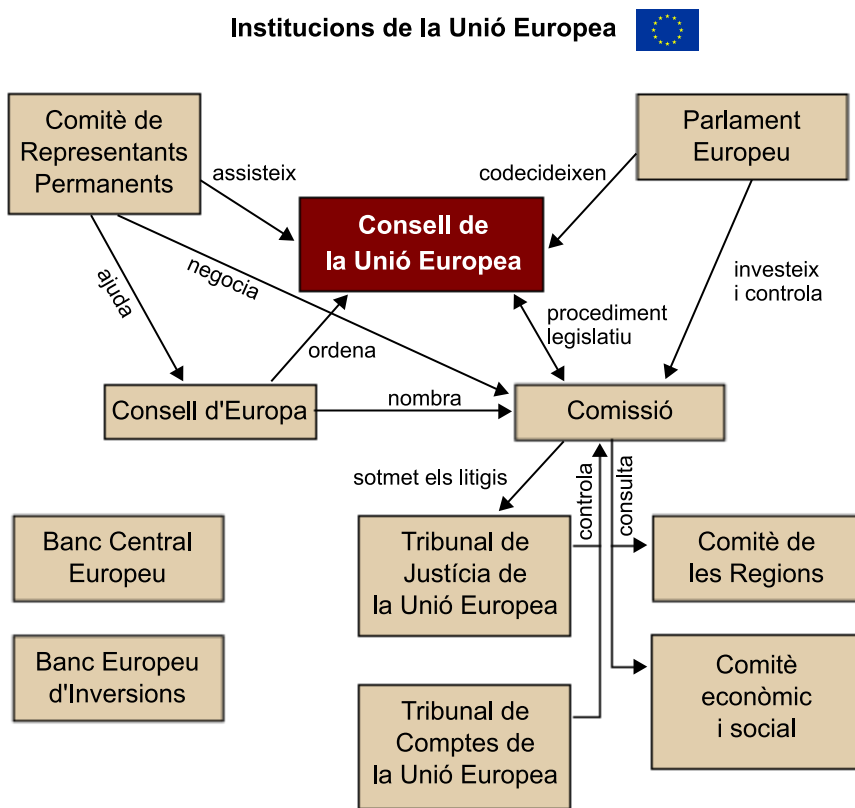 Institucions de la Unió Europea
Comitè de
Representants
Permanents
Parlament
Europeu
assisteix
codecideixen
Consell de
la Unió Europea
ajuda
negocia
investeix
i controla
procediment
legislatiu
ordena
Consell d'Europa
nombra
Comissió
sotmet els litigis
controla
consulta
Banc Central
Europeu
Tribunal de
Justícia de
la Unió Europea
Comitè de
les Regions
Banc Europeu
d'Inversions
Comitè
econòmic
i social
Tribunal de
Comptes de
la Unió Europea